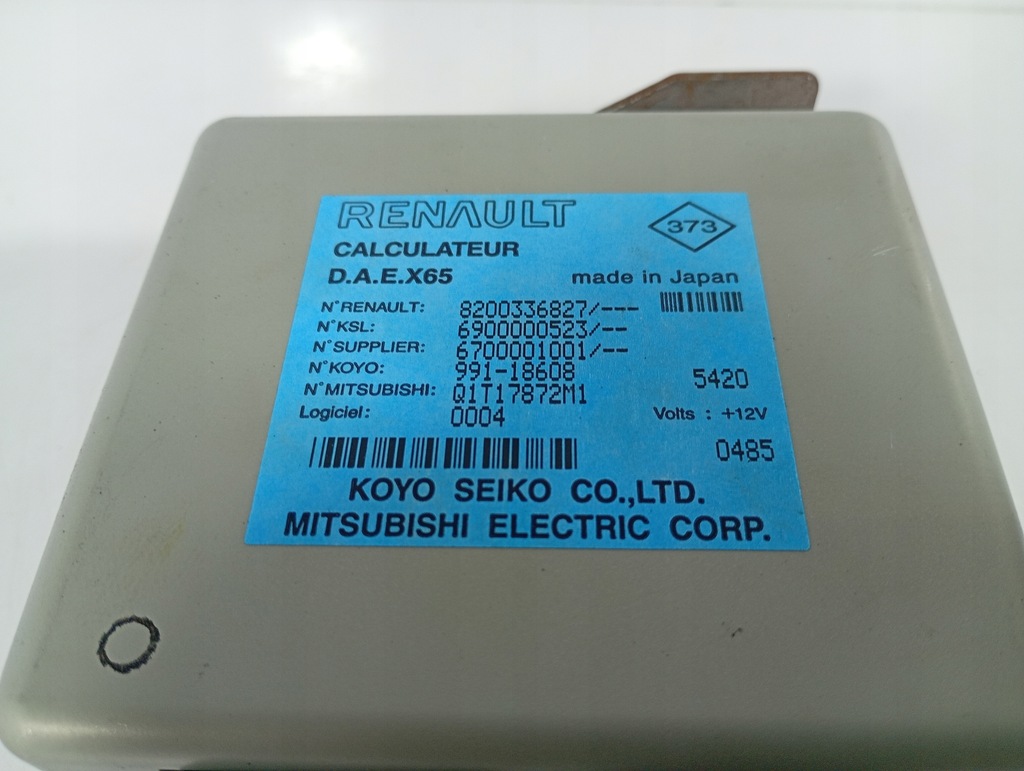 RENAULT
373
CALCULATEUR
D.A.E.X65
made in Japan
N°RENAULT: 8200336827/---
N°KSL: 6900000523/--
N°SUPPLIER: 6700001001/--
N°KOYO: 991-18608
5420
N°MITSUBISHI: Q1T17872M1
Logiciel: 0004
Volts : +12V
0485
KOYO SEIKO CO.,LTD.
MITSUBISHI ELECTRIC CORP.